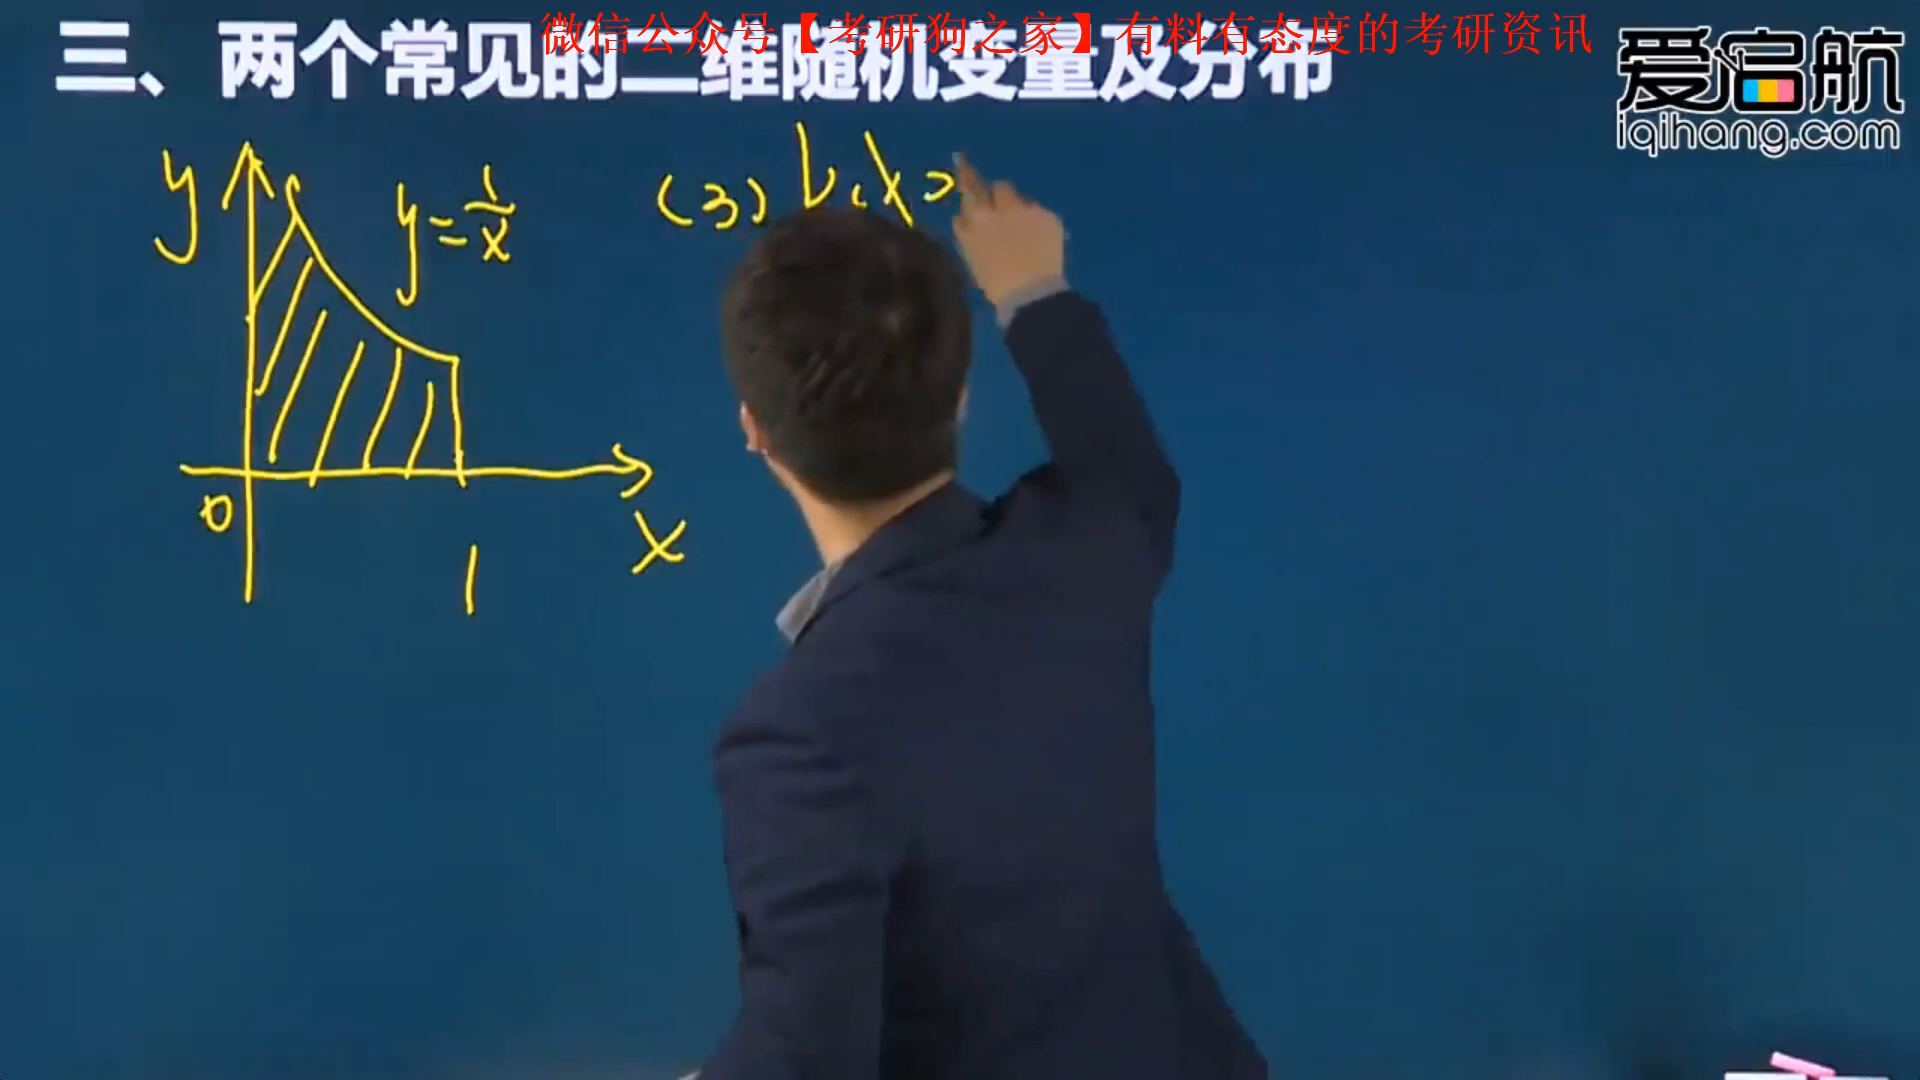 微信公众号【考研狗之家】有料有态度的考研资讯
三、两个常见的二维随机变量及分布
爱启航
iqihang.com
y
y=1/x
(3)
0
x
1